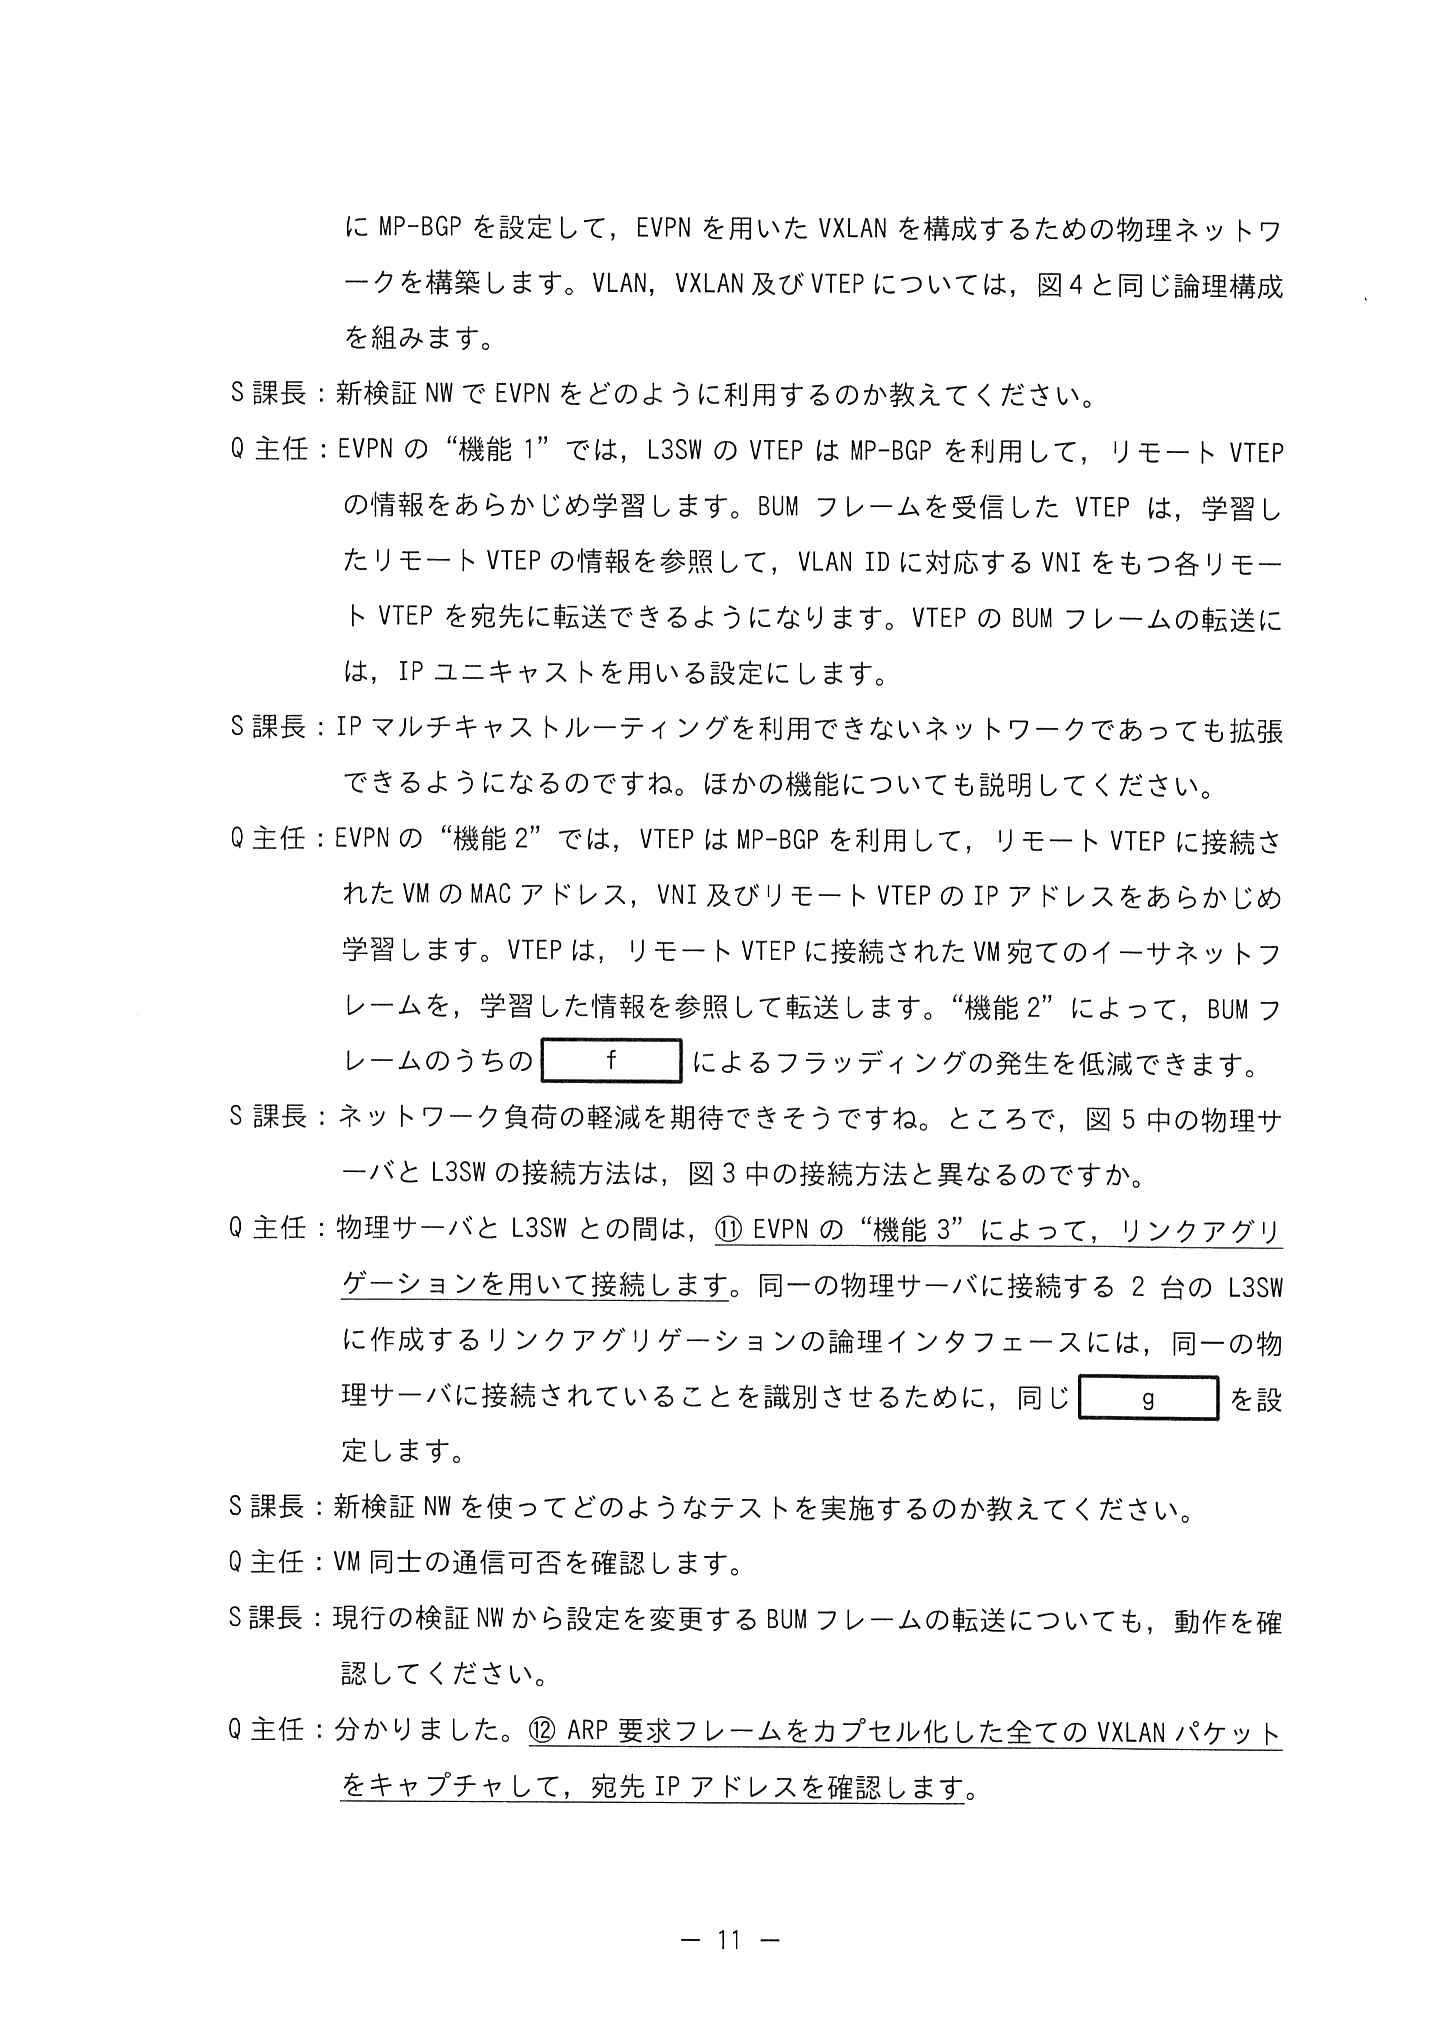 に MP-BGP を設定して，EVPN を用いた VXLAN を構成するための物理ネットワ
ークを構築します。VLAN，VXLAN 及び VTEP については，図 4 と同じ論理構成
を組みます。
S 課長：新検証 NW で EVPN をどのように利用するのか教えてください。
Q 主任：EVPN の“機能 1”では，L3SW の VTEP は MP-BGP を利用して，リモート VTEP
の情報をあらかじめ学習します。BUM フレームを受信した VTEP は，学習し
たリモート VTEP の情報を参照して，VLAN ID に対応する VNI をもつ各リモー
ト VTEP を宛先に転送できるようになります。VTEP の BUM フレームの転送に
は，IP ユニキャストを用いる設定にします。
S 課長：IP マルチキャストルーティングを利用できないネットワークであっても拡張
できるようになるのですね。ほかの機能についても説明してください。
Q 主任：EVPN の“機能 2”では，VTEP は MP-BGP を利用して，リモート VTEP に接続さ
れた VM の MAC アドレス，VNI 及びリモート VTEP の IP アドレスをあらかじめ
学習します。VTEP は，リモート VTEP に接続された VM 宛てのイーサネットフ
レームを，学習した情報を参照して転送します。“機能 2”によって，BUM フ
レームのうちの f によるフラッディングの発生を低減できます。
S 課長：ネットワーク負荷の軽減を期待できそうですね。ところで，図 5 中の物理サ
ーバと L3SW の接続方法は，図 3 中の接続方法と異なるのですか。
Q 主任：物理サーバと L3SW との間は，⑪ EVPN の“機能 3”によって，リンクアグリ
ゲーションを用いて接続します。同一の物理サーバに接続する 2 台の L3SW
に作成するリンクアグリゲーションの論理インタフェースには，同一の物
理サーバに接続されていることを識別させるために，同じ g を設
定します。
S 課長：新検証 NW を使ってどのようなテストを実施するのか教えてください。
Q 主任：VM 同士の通信可否を確認します。
S 課長：現行の検証 NW から設定を変更する BUM フレームの転送についても，動作を確
認してください。
Q 主任：分かりました。⑫ ARP 要求フレームをカプセル化した全ての VXLAN パケット
をキャプチャして，宛先 IP アドレスを確認します。
－ 11 －